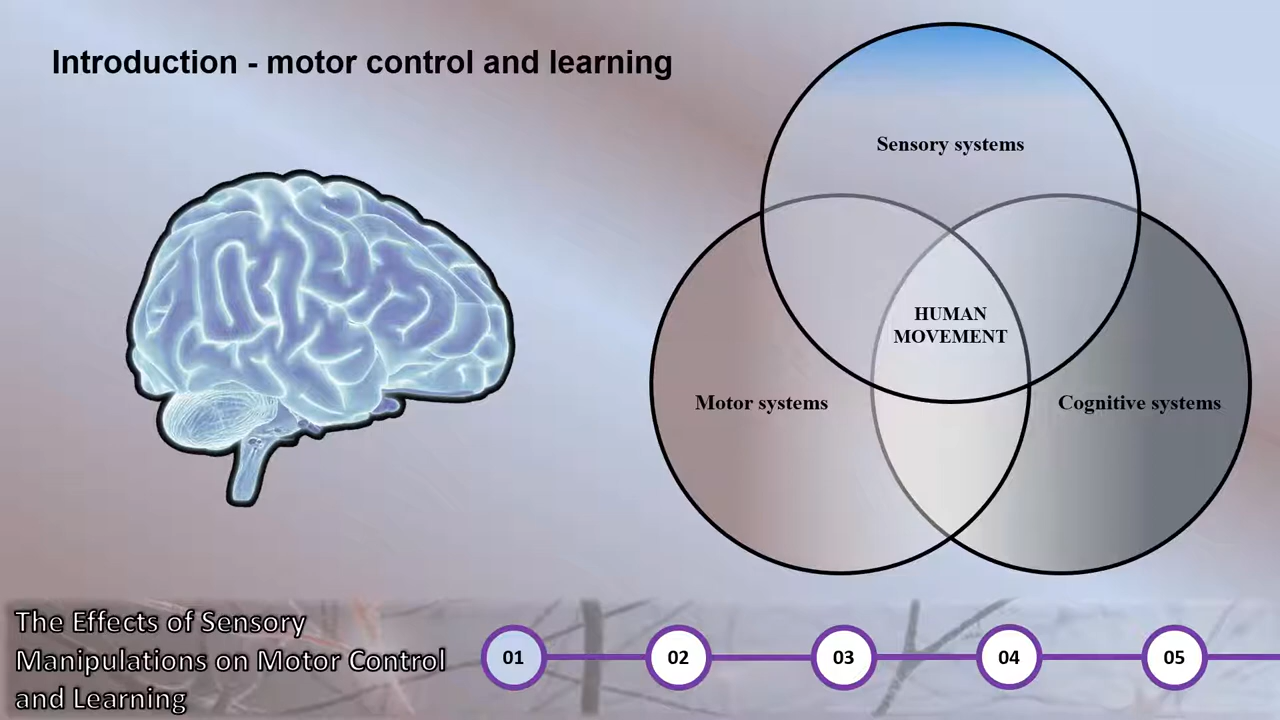 Introduction - motor control and learning
Sensory systems
HUMAN
MOVEMENT
Motor systems
Cognitive systems
The Effects of Sensory
Manipulations on Motor Control
and Learning
01
02
03
04
05